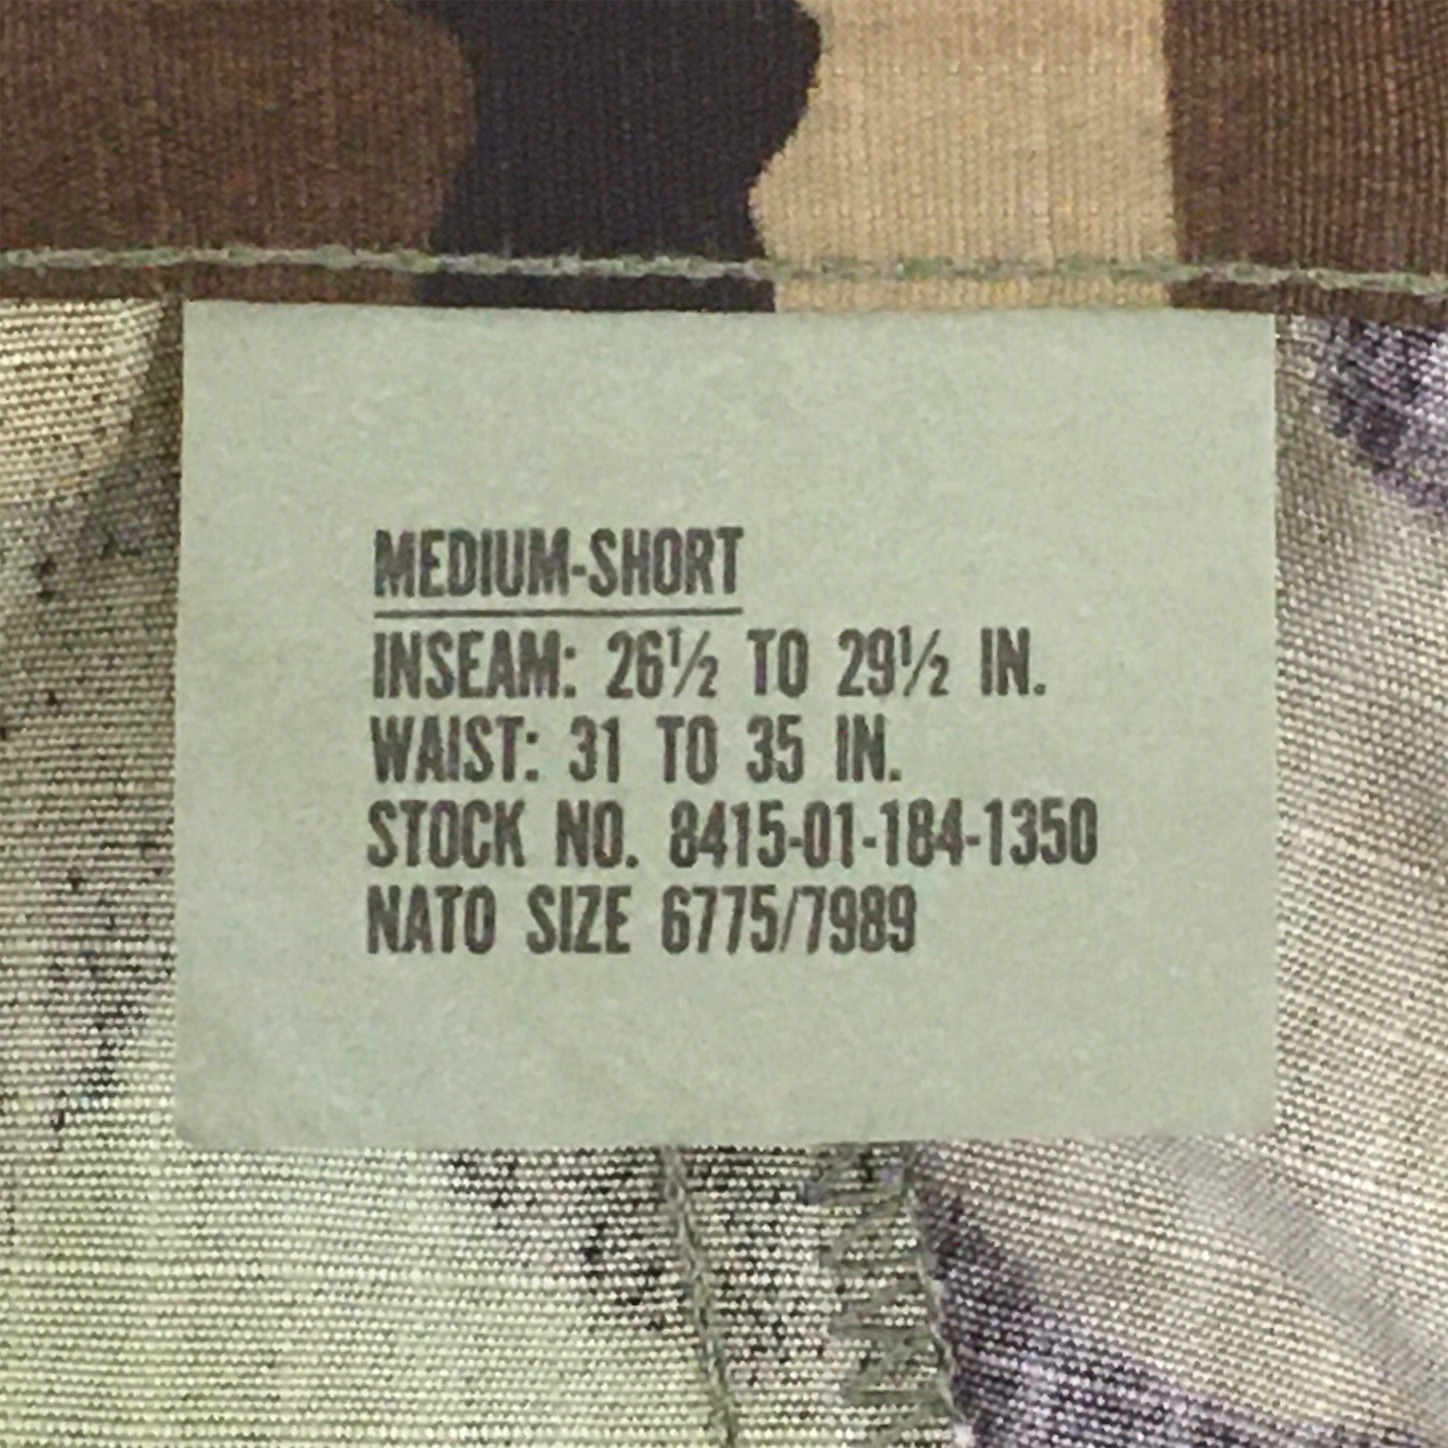 MEDIUM-SHORT
INSEAM: 26½ TO 29½ IN.
WAIST: 31 TO 35 IN.
STOCK NO. 8415-01-184-1350
NATO SIZE 6775/7989